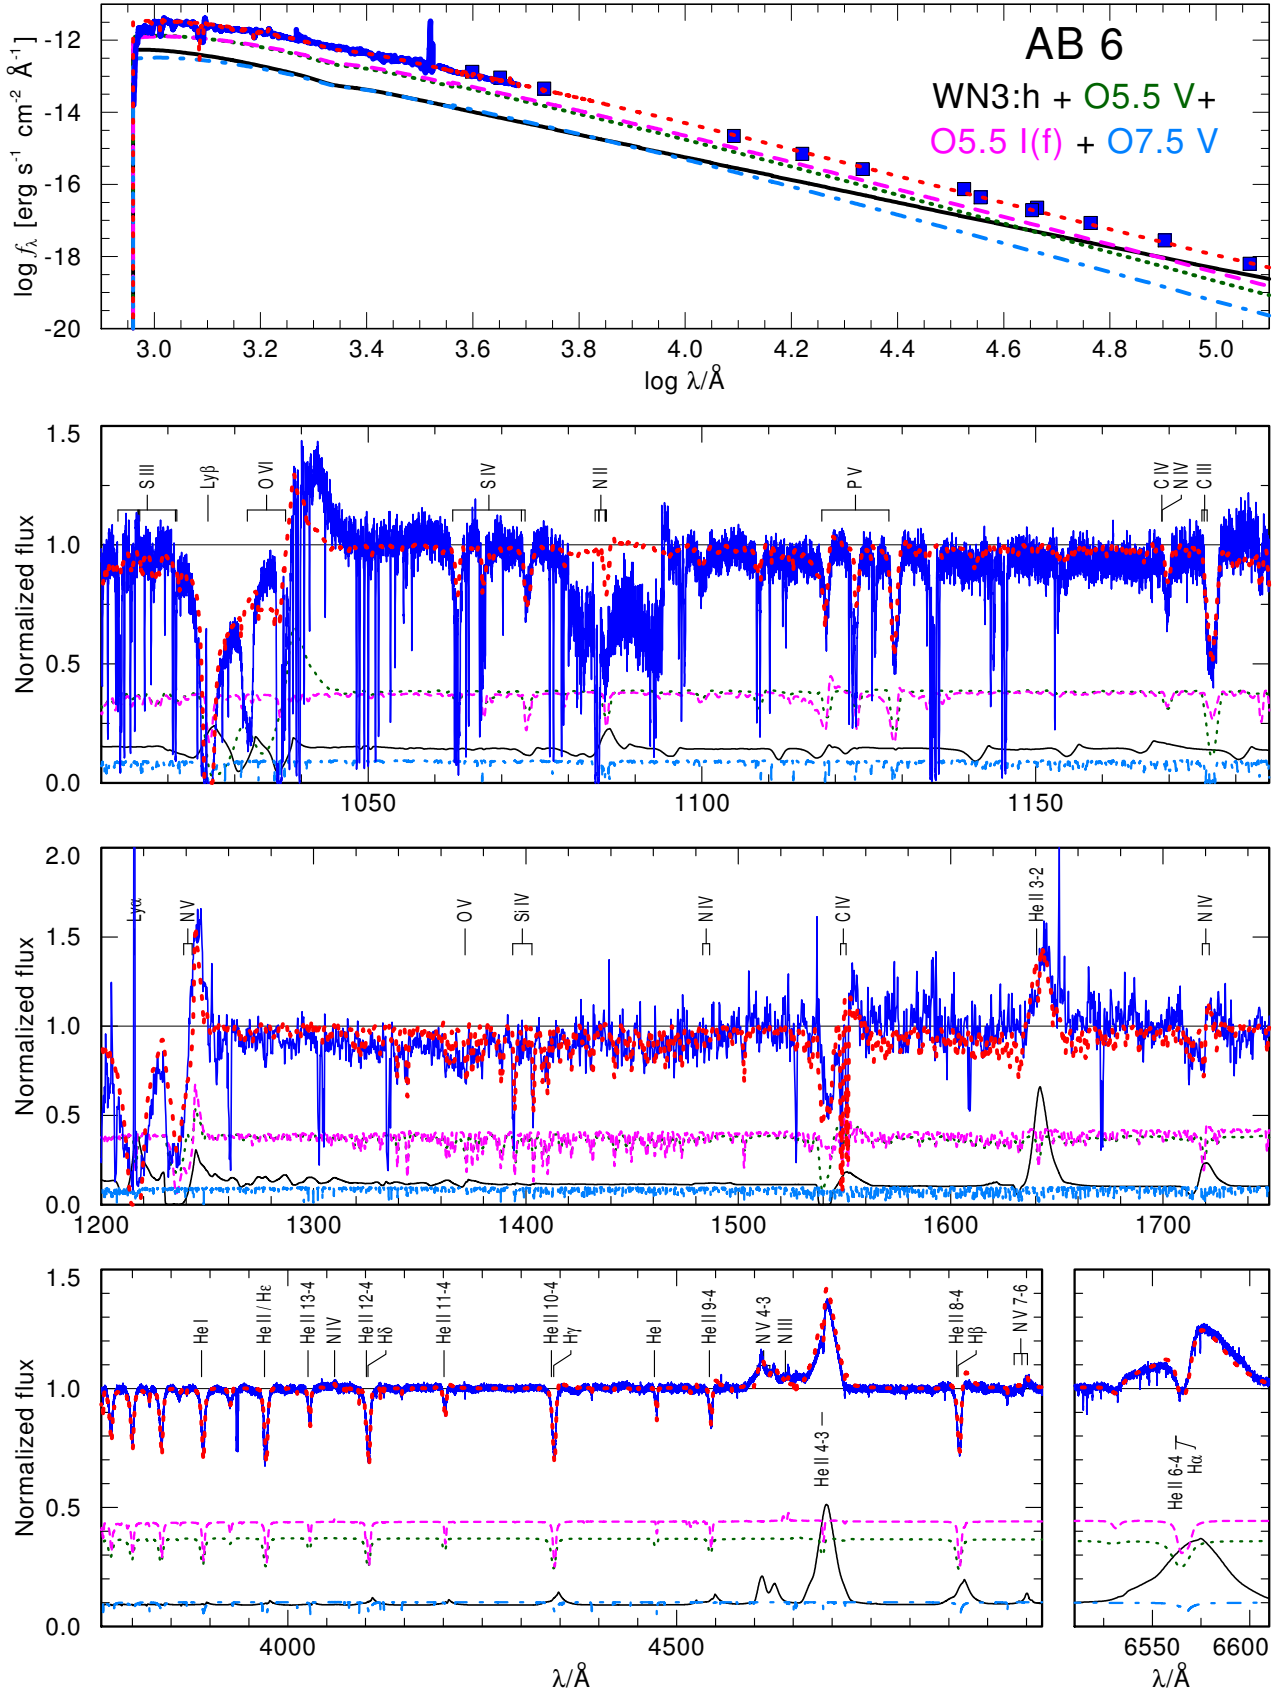 AB 6
WN3:h + O5.5 V+
O5.5 I(f) + O7.5 V
log fλ [erg s⁻¹ cm⁻² Å⁻¹]
-12
-14
-16
-18
-20
3.0 3.2 3.4 3.6 3.8 4.0 4.2 4.4 4.6 4.8 5.0
log λ/Å
Normalized flux
1.5
1.0
0.5
0.0
S III
Lyβ
O VI
S IV
N II
P V
C IV
N IV
C III
1050 1100 1150
Normalized flux
2.0
1.5
1.0
0.5
0.0
Lyα
N V
O V
Si IV
N IV
C IV
He II 3-2
N IV
1200 1300 1400 1500 1600 1700
Normalized flux
1.5
1.0
0.5
0.0
He I
He II / Hε
He II 13-4
N IV
He II 12-4
Hδ
He II 11-4
He II 10-4
Hγ
He I
He II 9-4
N V 4-3
N III
He II 4-3
He II 8-4
Hβ
N V 7-6
He II 6-4
Hα
4000 4500
6550 6600
λ/Å
λ/Å